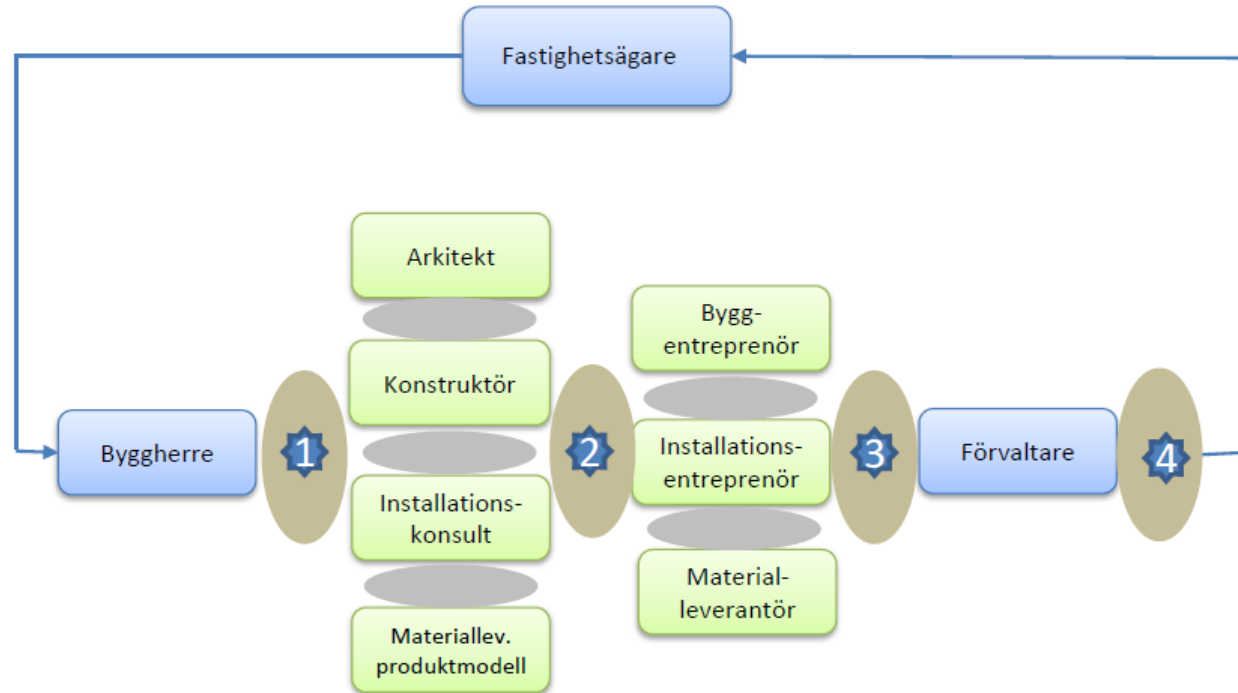 Fastighetsägare
Byggherre
1
Arkitekt
Konstruktör
Installations-
konsult
Materiallev.
produktmodell
2
Bygg-
entreprenör
Installations-
entreprenör
Material-
leverantör
3
Förvaltare
4